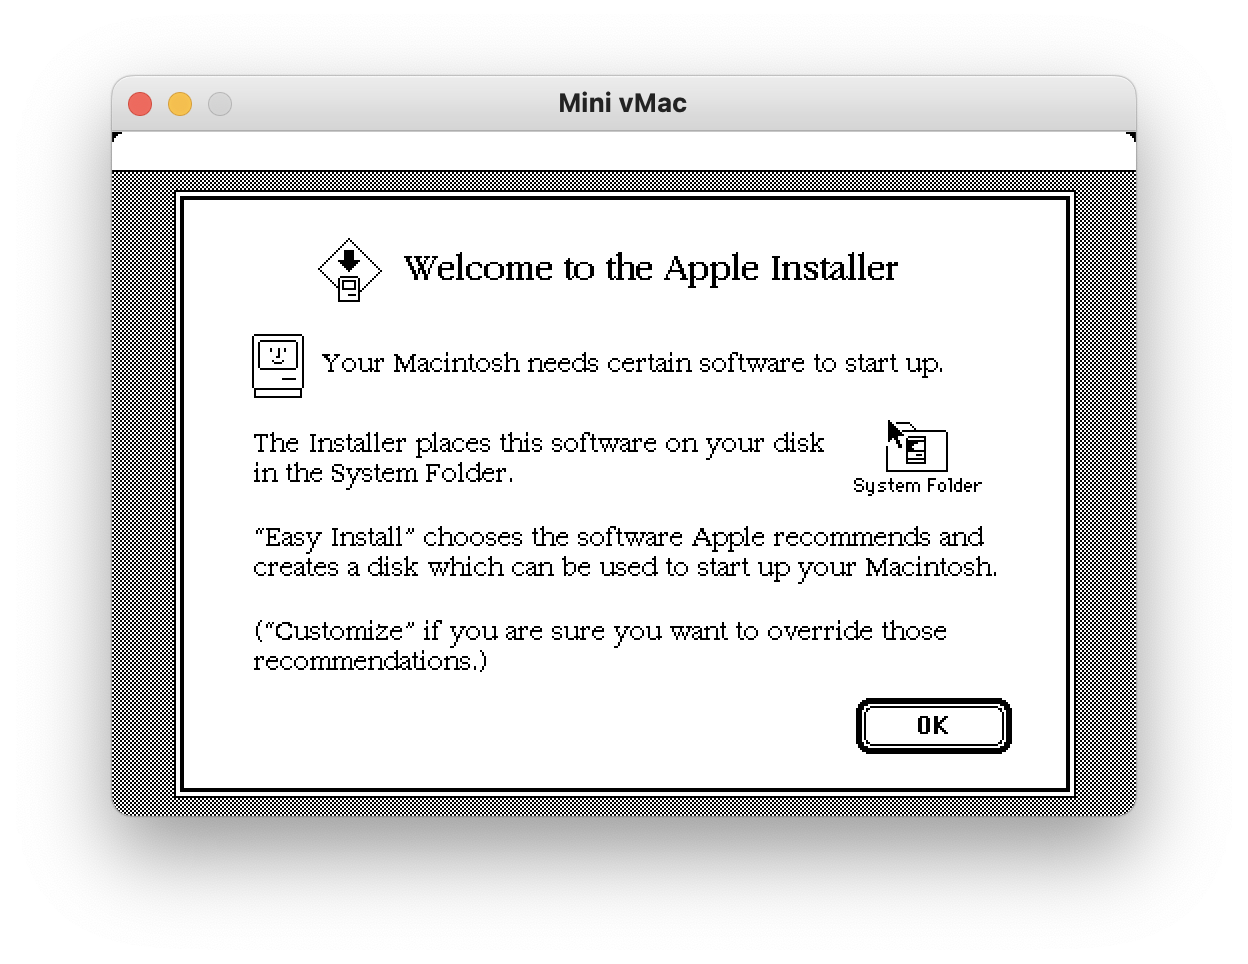 Mini vMac
Welcome to the Apple Installer
Your Macintosh needs certain software to start up.
The Installer places this software on your disk
in the System Folder.
System Folder
“Easy Install” chooses the software Apple recommends and
creates a disk which can be used to start up your Macintosh.
(“Customize” if you are sure you want to override those
recommendations.)
OK